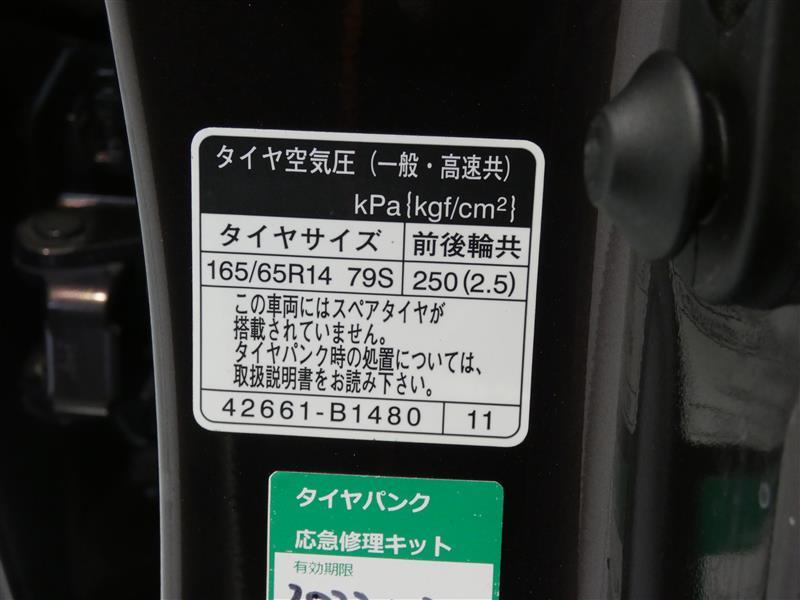 タイヤ空気圧（一般・高速共）
kPa{kgf/cm²}
タイヤサイズ 前後輪共
165/65R14 79S 250(2.5)
この車両にはスペアタイヤが
搭載されていません。
タイヤパンク時の処置については、
取扱説明書をお読み下さい。
42661-B1480 11
タイヤパンク
応急修理キット
有効期限